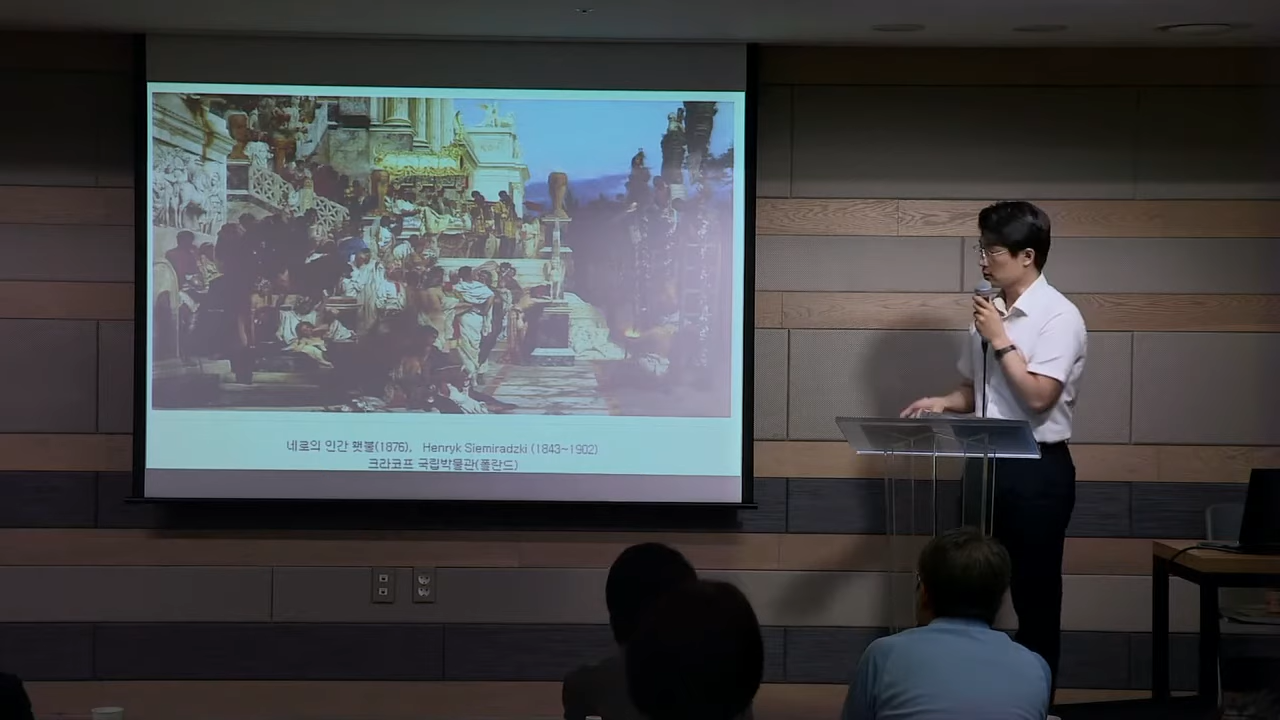 네로의 인간 횃불(1876), Henryk Siemiradzki (1843~1902)
크라코프 국립박물관(폴란드)